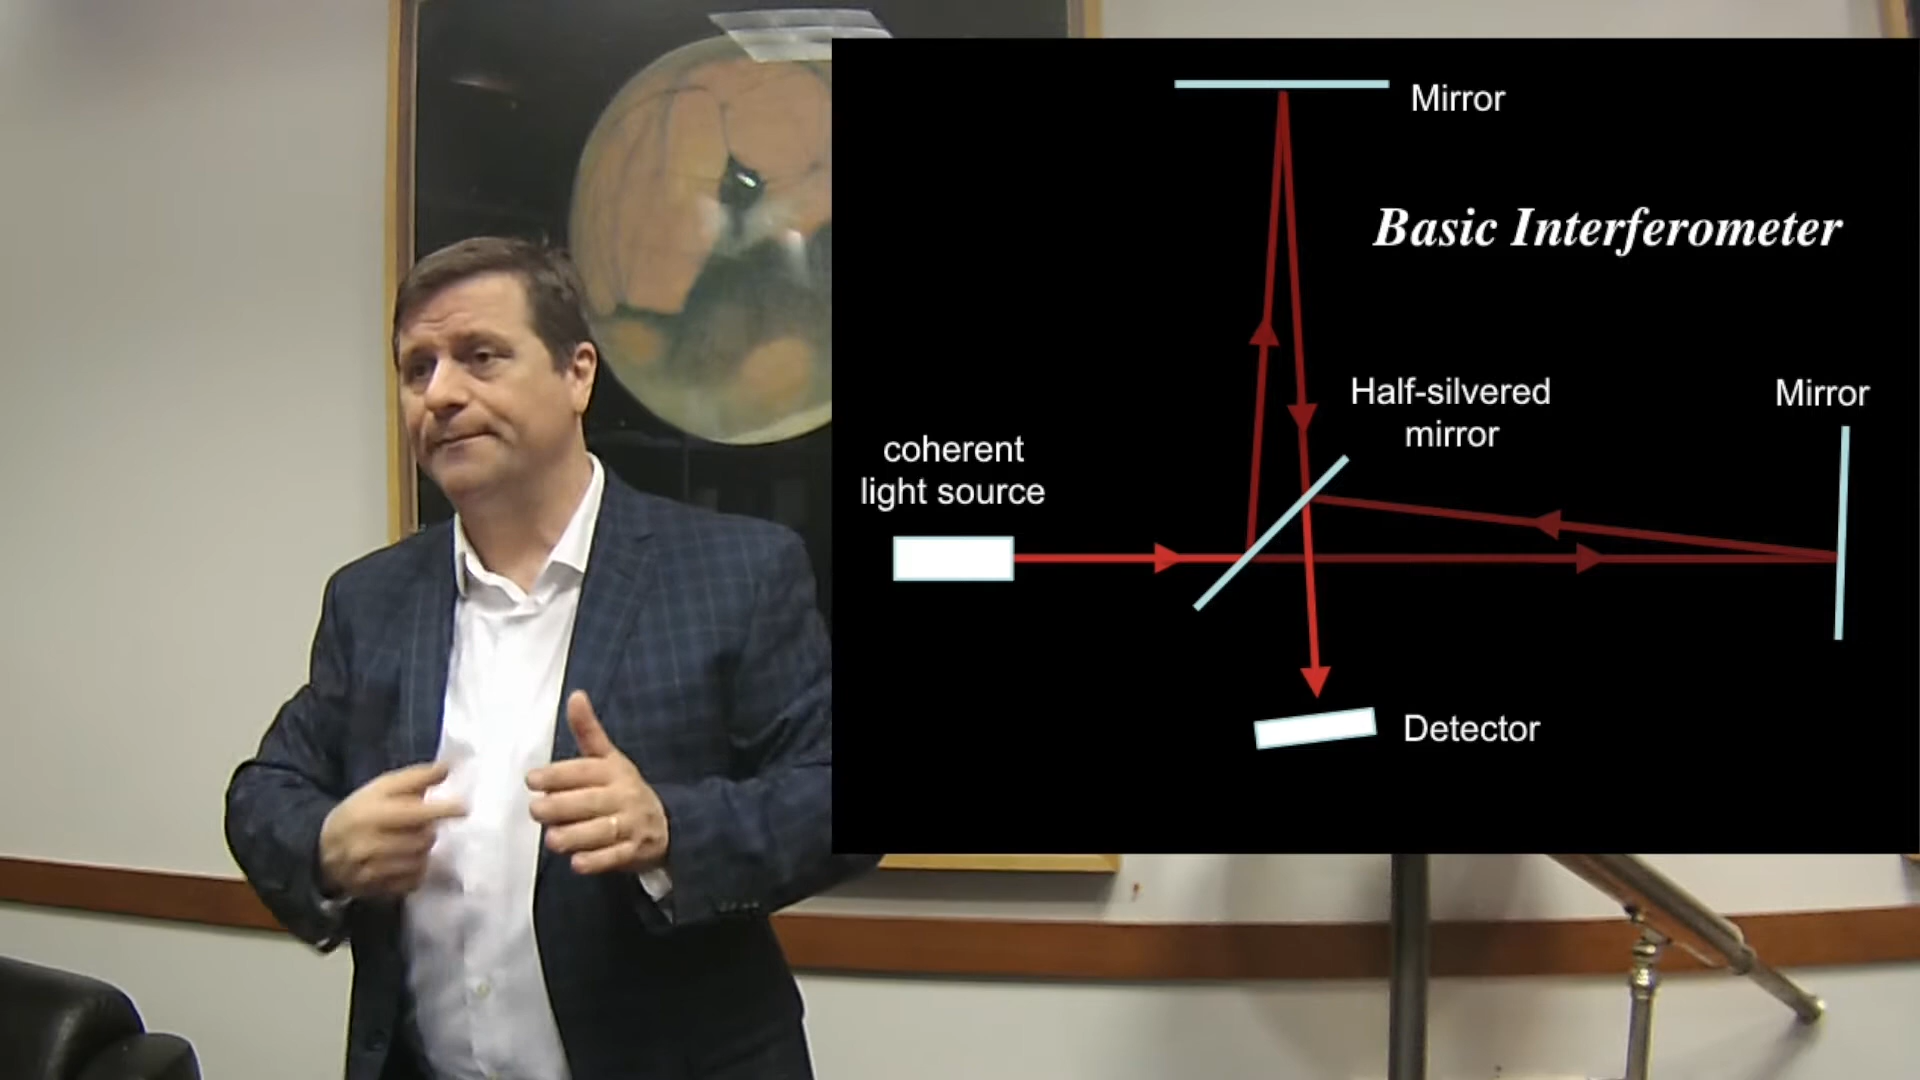 Mirror
Basic Interferometer
Half-silvered
mirror
Mirror
coherent
light source
Detector